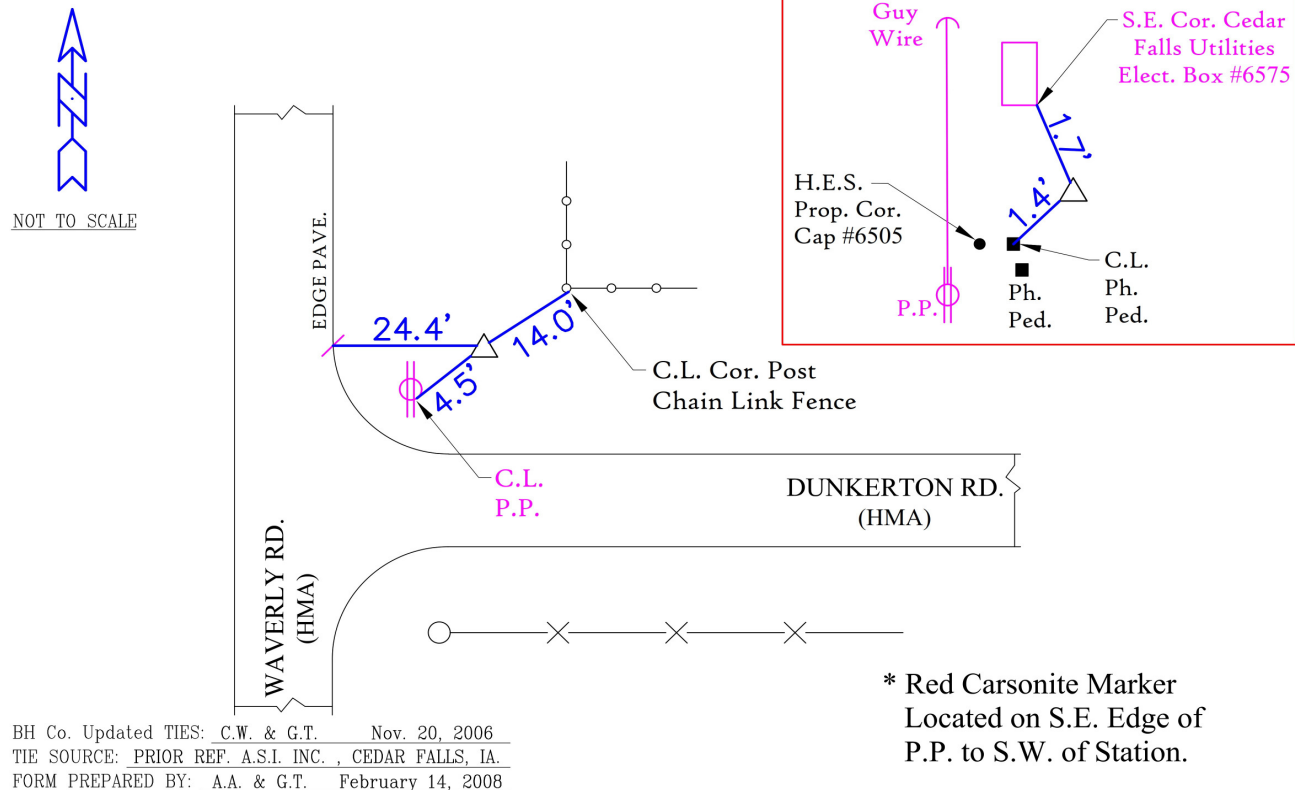 NOT TO SCALE
EDGE PAVE.
24.4'
14.0'
4.5'
C.L. Cor. Post
Chain Link Fence
C.L.
P.P.
DUNKERTON RD.
(HMA)
WAVERLY RD.
(HMA)
Guy
Wire
S.E. Cor. Cedar
Falls Utilities
Elect. Box #6575
1.7'
1.4'
H.E.S.
Prop. Cor.
Cap #6505
P.P.
Ph.
Ped.
C.L.
Ph.
Ped.
* Red Carsonite Marker
Located on S.E. Edge of
P.P. to S.W. of Station.
BH Co. Updated TIES: C.W. & G.T. Nov. 20, 2006
TIE SOURCE: PRIOR REF. A.S.I. INC. , CEDAR FALLS, IA.
FORM PREPARED BY: A.A. & G.T. February 14, 2008